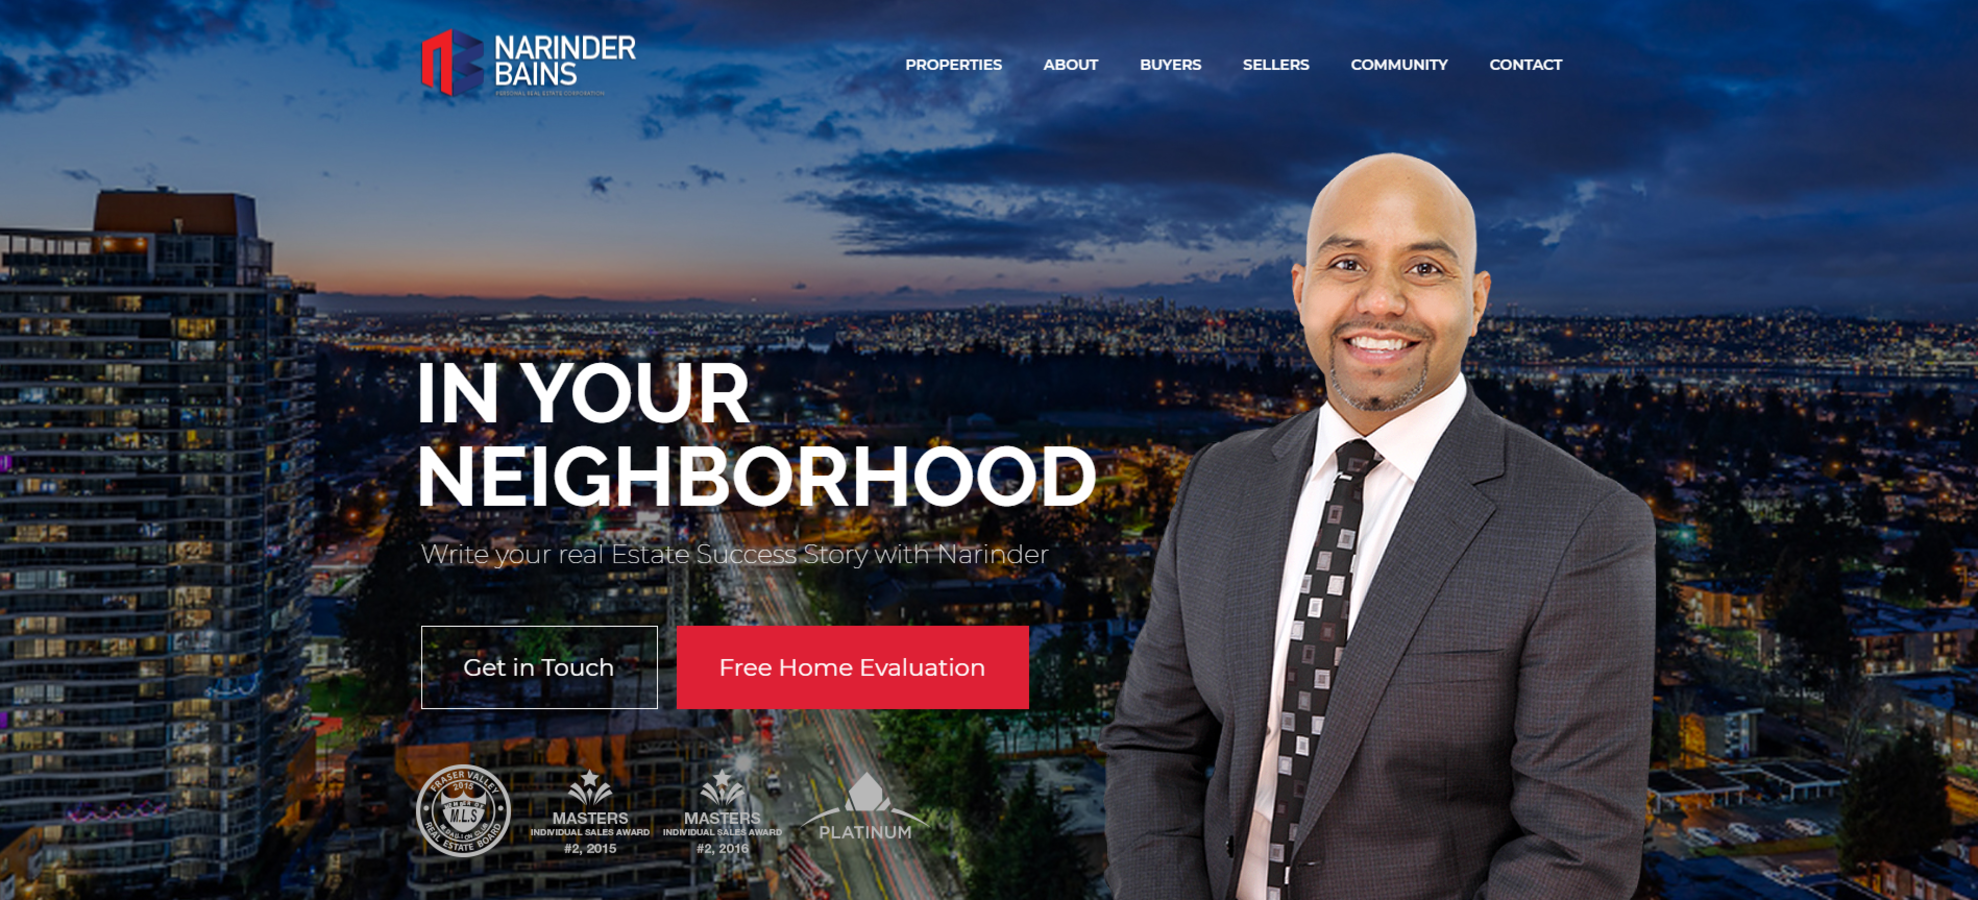 NARINDER
BAINS
PERSONAL REAL ESTATE CORPORATION
PROPERTIES ABOUT BUYERS SELLERS COMMUNITY CONTACT
IN YOUR
NEIGHBORHOOD
Write your real Estate Success Story with Narinder
Get in Touch
Free Home Evaluation
FRASER VALLEY
2015
M.L.S
REAL ESTATE BOARD
MASTERS
INDIVIDUAL SALES AWARD
#2, 2015
MASTERS
INDIVIDUAL SALES AWARD
#2, 2016
PLATINUM